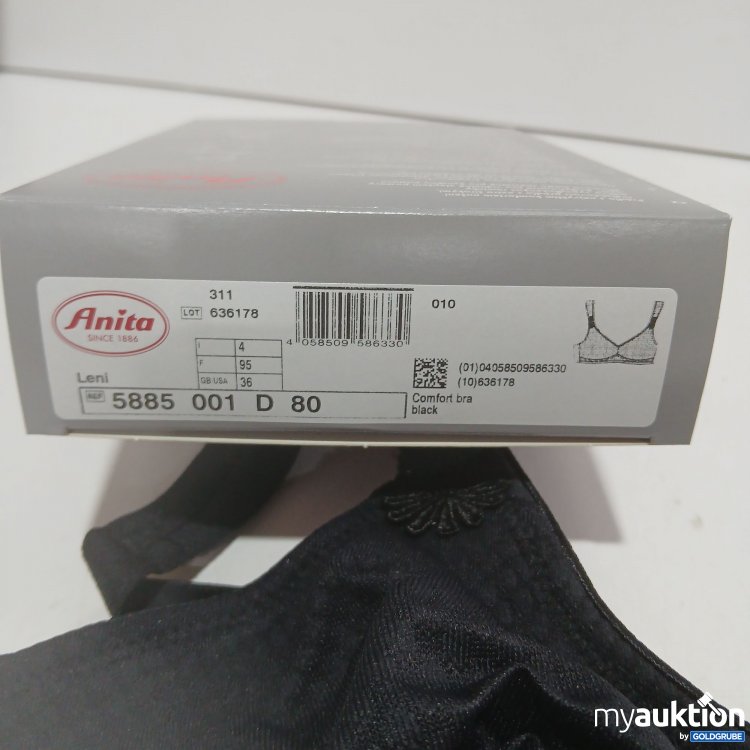 Anita
SINCE 1886
311
LOT 636178
4 058509 586330
010
I 4
F 95
GB USA 36
(01)04058509586330
(10)636178
Leni
REF 5885 001 D 80
Comfort bra
black
myauktion
by GOLDGRUBE